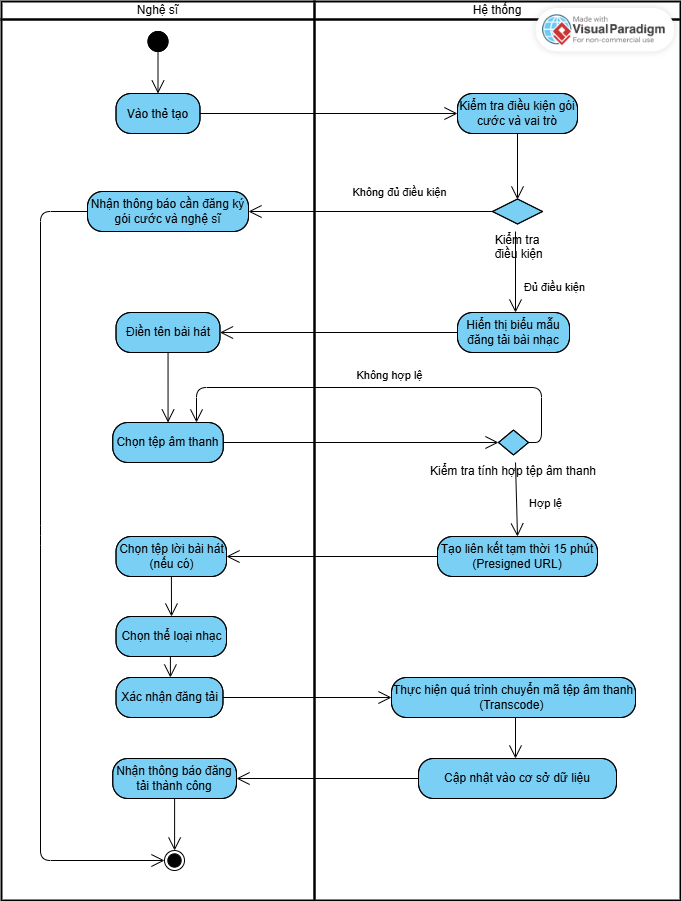 Nghệ sĩ
Hệ thống
Made with
VisualParadigm
For non-commercial use
Vào thẻ tạo
Kiểm tra điều kiện gói
cước và vai trò
Không đủ điều kiện
Nhận thông báo cần đăng ký
gói cước và nghệ sĩ
Kiểm tra
điều kiện
Đủ điều kiện
Điền tên bài hát
Hiển thị biểu mẫu
đăng tải bài nhạc
Không hợp lệ
Chọn tệp âm thanh
Kiểm tra tính hợp tệp âm thanh
Hợp lệ
Chọn tệp lời bài hát
(nếu có)
Tạo liên kết tạm thời 15 phút
(Presigned URL)
Chọn thể loại nhạc
Xác nhận đăng tải
Thực hiện quá trình chuyển mã tệp âm thanh
(Transcode)
Nhận thông báo đăng
tải thành công
Cập nhật vào cơ sở dữ liệu